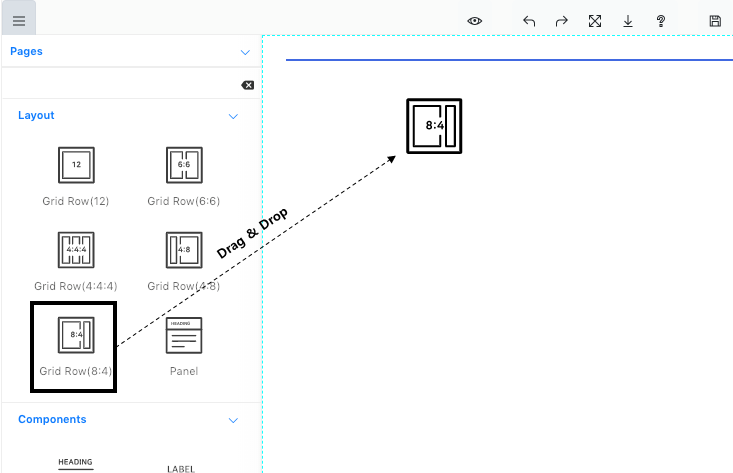 Pages
Layout
12
6:6
Grid Row(12)
Grid Row(6:6)
4:4:4
4:8
Grid Row(4:4:4)
Grid Row(4:8)
8:4
HEADING
Grid Row(8:4)
Panel
Components
HEADING
LABEL
?
8:4
Drag & Drop